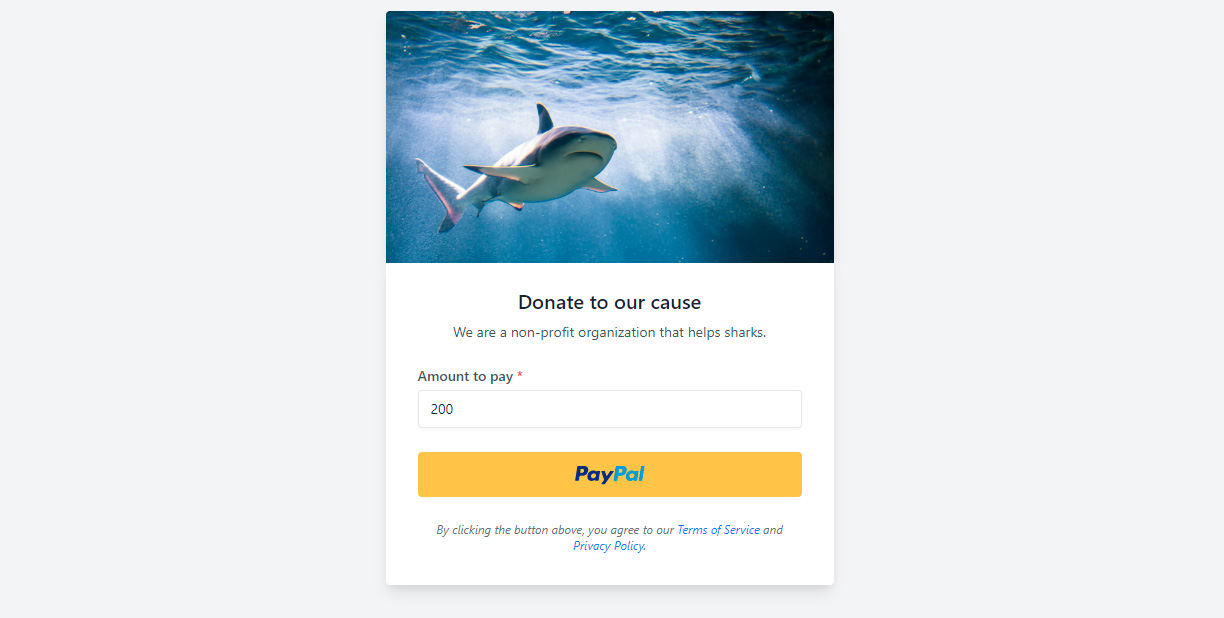 Donate to our cause
We are a non-profit organization that helps sharks.
Amount to pay *
200
PayPal
By clicking the button above, you agree to our Terms of Service and
Privacy Policy.